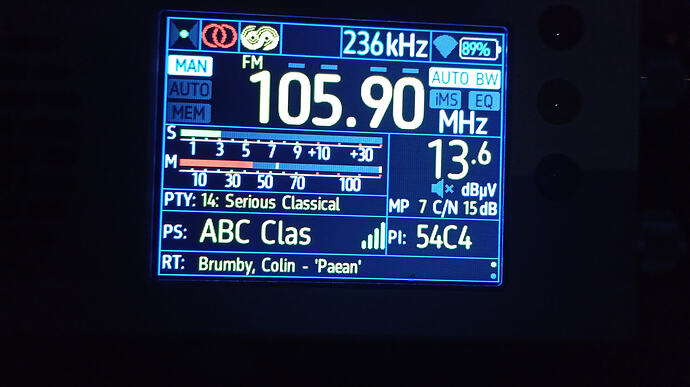 236kHz 89%
MAN FM AUTO BW
AUTO 105.90 iMS EQ
MEM MHz
S 1 3 5 7 9 +10 +30 13.6
M 10 30 50 70 100 dBµV
PTY: 14: Serious Classical MP 7 C/N 15dB
PS: ABC Clas PI: 54C4
RT: Brumby, Colin - 'Paean'